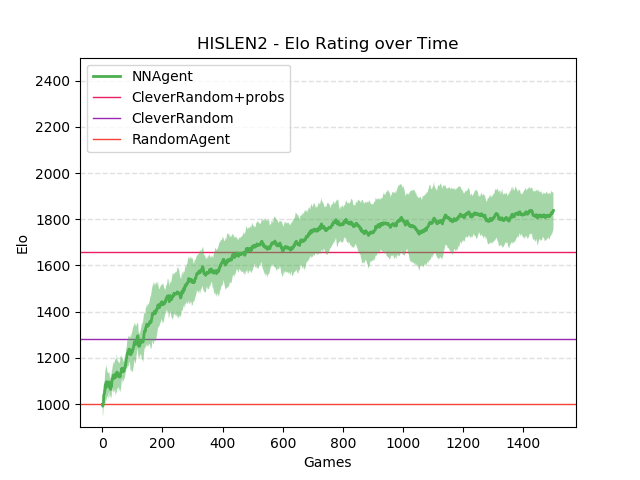 HISLEN2 - Elo Rating over Time
NNAgent
CleverRandom+probs
CleverRandom
RandomAgent
2400
2200
2000
1800
1600
1400
1200
1000
Elo
0 200 400 600 800 1000 1200 1400
Games